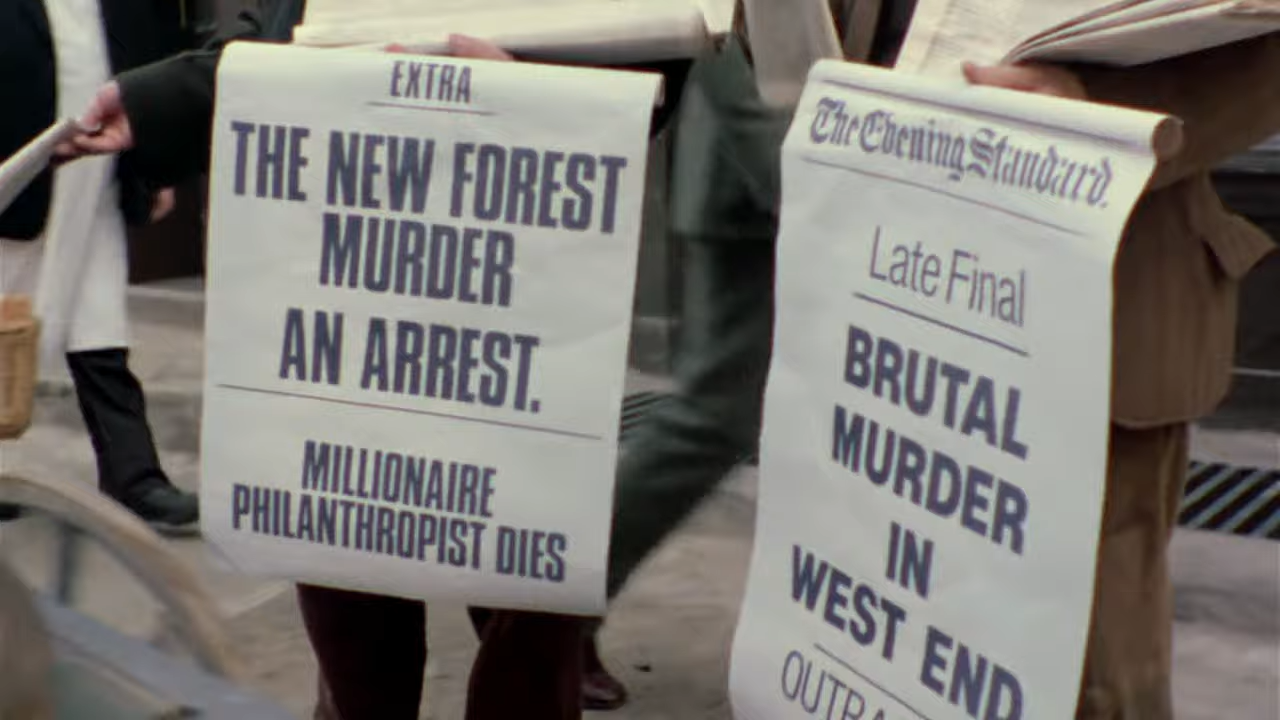 EXTRA
THE NEW FOREST
MURDER
AN ARREST.
MILLIONAIRE
PHILANTHROPIST DIES
The Evening Standard.
Late Final
BRUTAL
MURDER
IN
WEST END